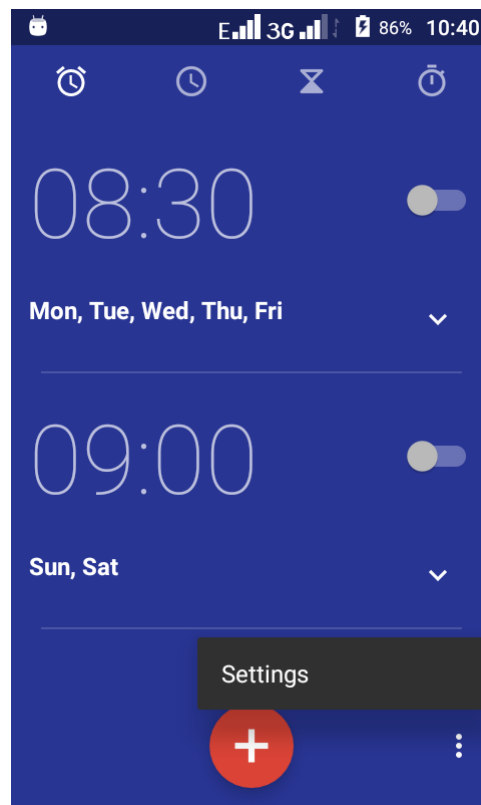 E 3G 86% 10:40
08:30
Mon, Tue, Wed, Thu, Fri
09:00
Sun, Sat
Settings